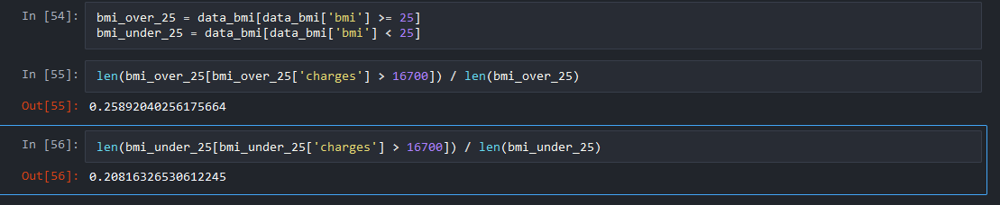 In [54]:
bmi_over_25 = data_bmi[data_bmi['bmi'] >= 25]
bmi_under_25 = data_bmi[data_bmi['bmi'] < 25]
In [55]:
len(bmi_over_25[bmi_over_25['charges'] > 16700]) / len(bmi_over_25)
Out[55]: 0.25892040256175664
In [56]:
len(bmi_under_25[bmi_under_25['charges'] > 16700]) / len(bmi_under_25)
Out[56]: 0.20816326530612245